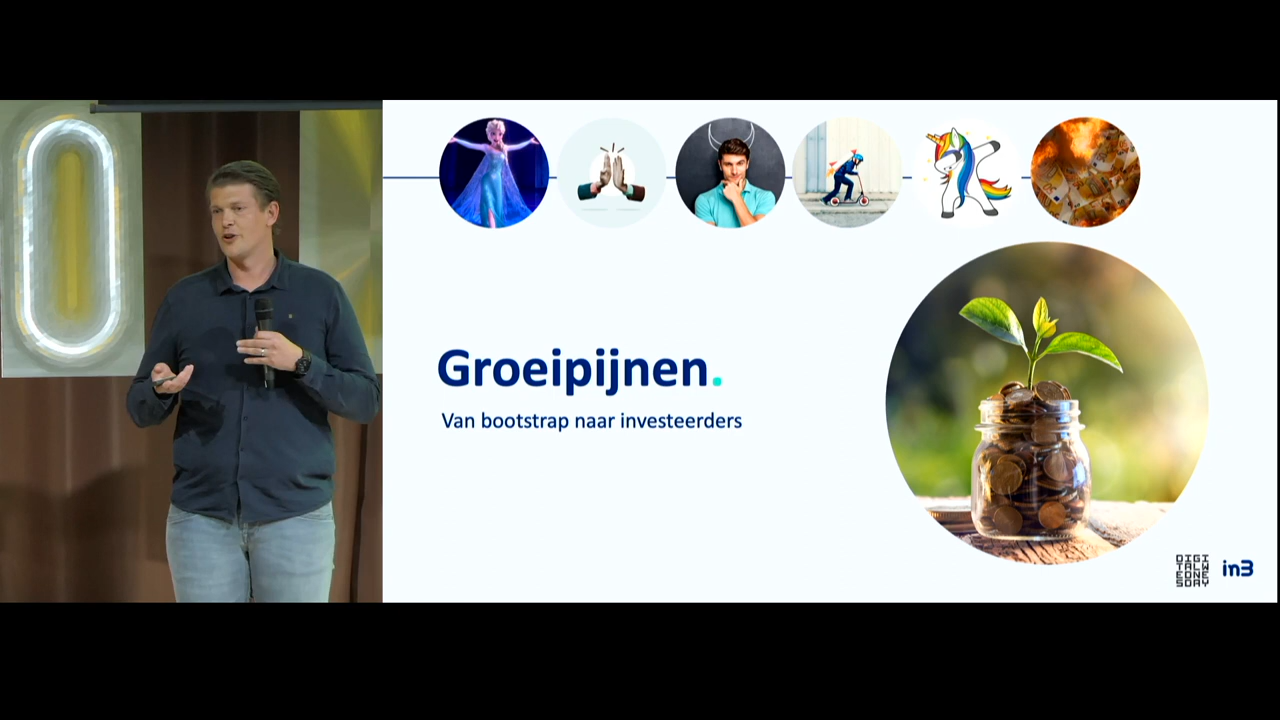 Groeipijnen.
Van bootstrap naar investeerders
DIGI
TALW
EDNE
SDAY
in3